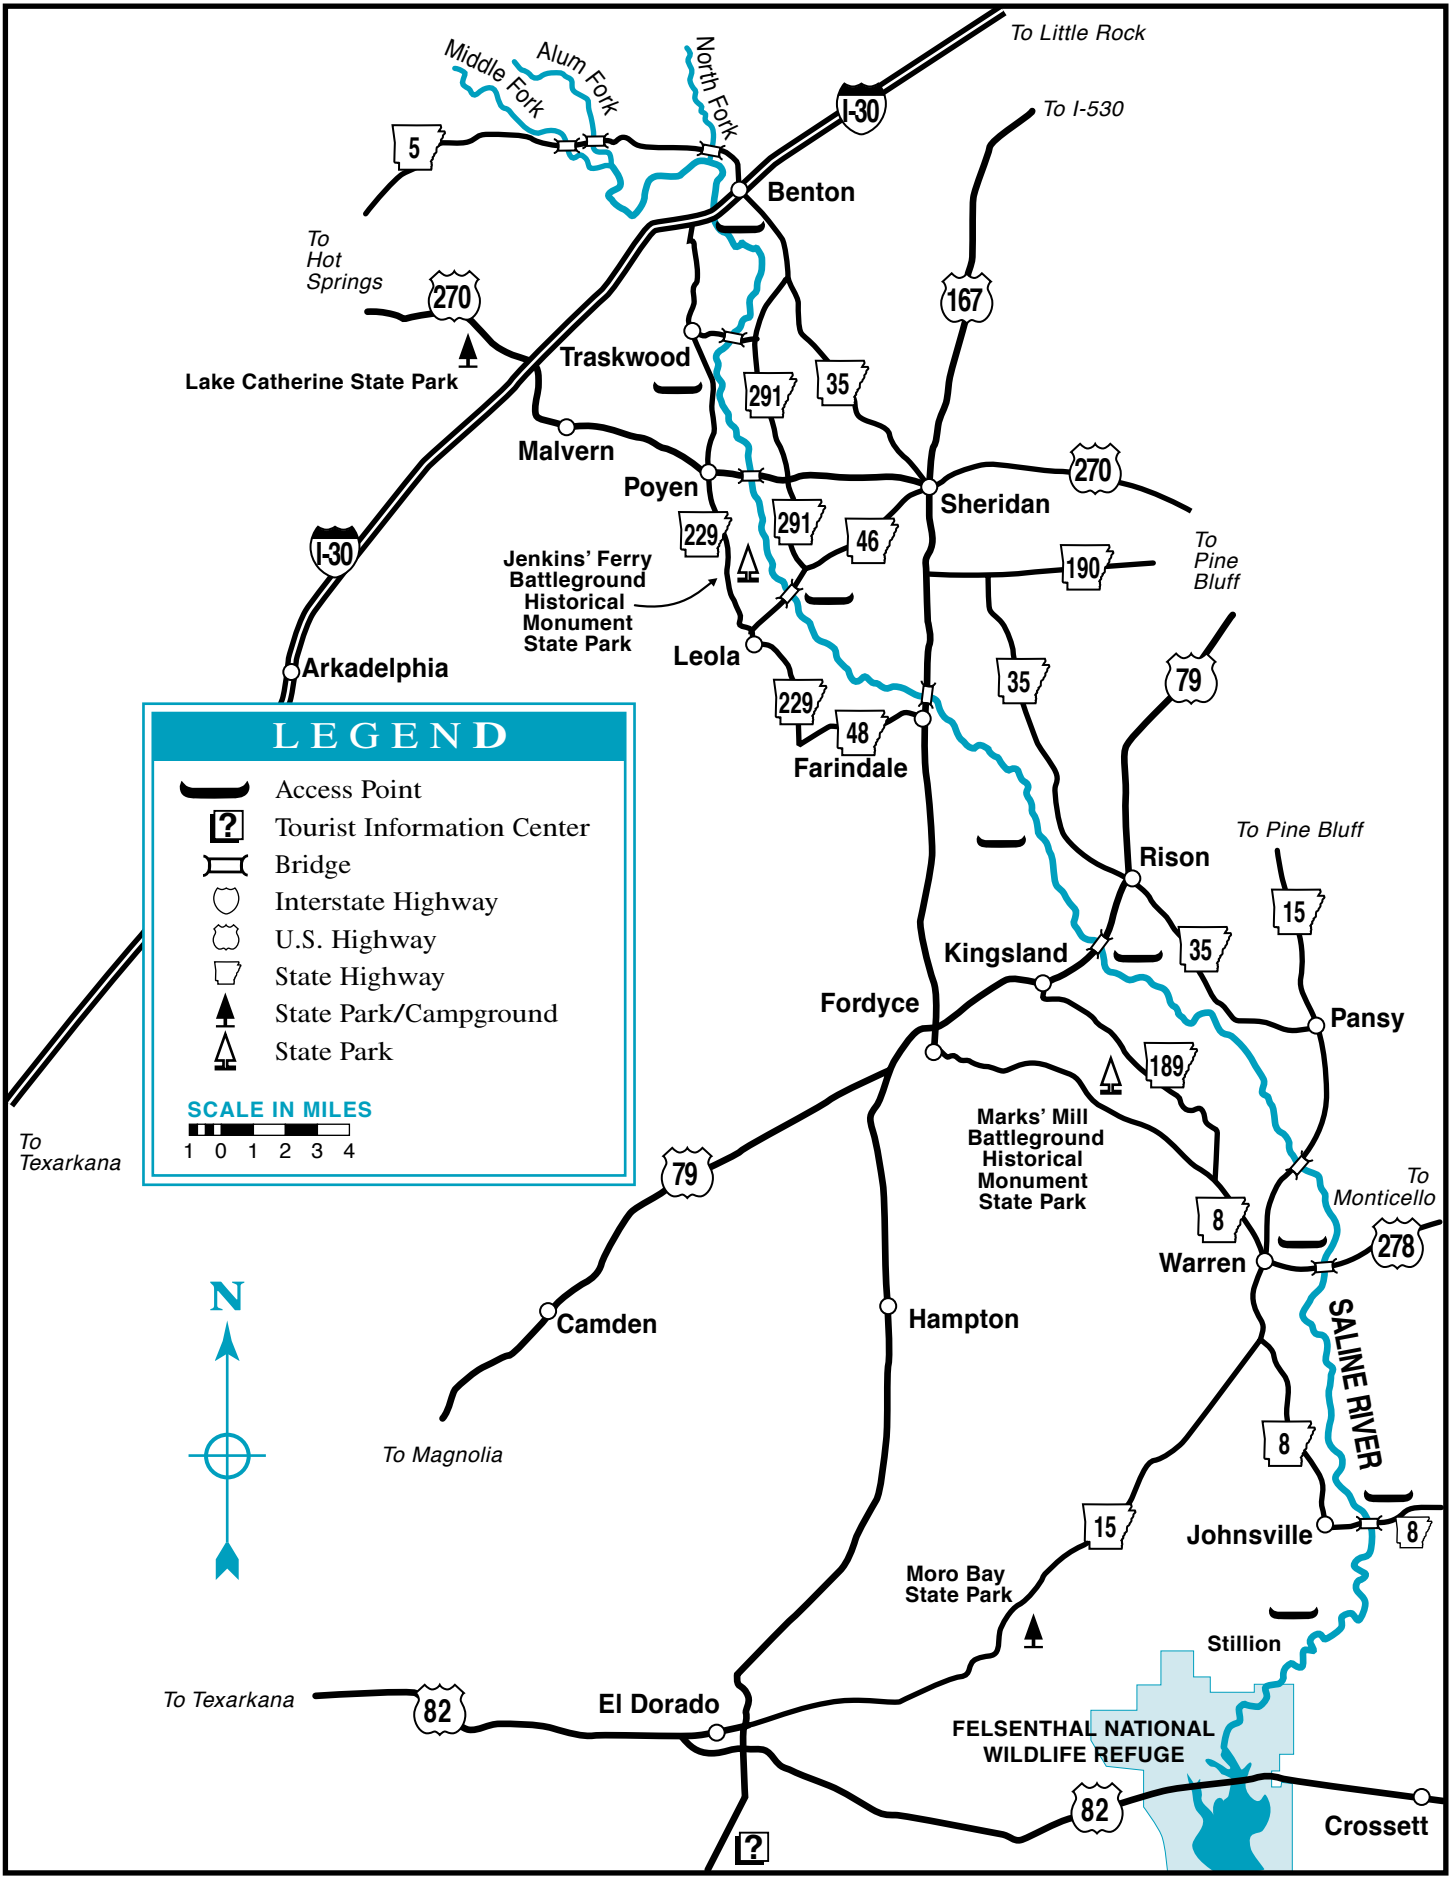 To Little Rock
Middle Fork
Alum Fork
North Fork
I-30
To I-530
5
Benton
To
Hot
Springs
270
167
Traskwood
Lake Catherine State Park
291
35
Malvern
270
Poyen
Sheridan
229
291
46
I-30
To
Pine
Bluff
Jenkins' Ferry
Battleground
Historical
Monument
State Park
190
Leola
Arkadelphia
35
79
229
48
Farindale
LEGEND
Access Point
? Tourist Information Center
Bridge
Interstate Highway
U.S. Highway
State Highway
State Park/Campground
State Park
SCALE IN MILES
1 0 1 2 3 4
To Pine Bluff
Rison
15
Kingsland
35
Fordyce
Pansy
189
Marks' Mill
Battleground
Historical
Monument
State Park
To
Texarkana
79
To
Monticello
8
278
Warren
N
Camden
Hampton
SALINE RIVER
To Magnolia
8
15
Johnsville
8
Moro Bay
State Park
Stillion
To Texarkana
82
El Dorado
FELSENTHAL NATIONAL
WILDLIFE REFUGE
82
Crossett
?